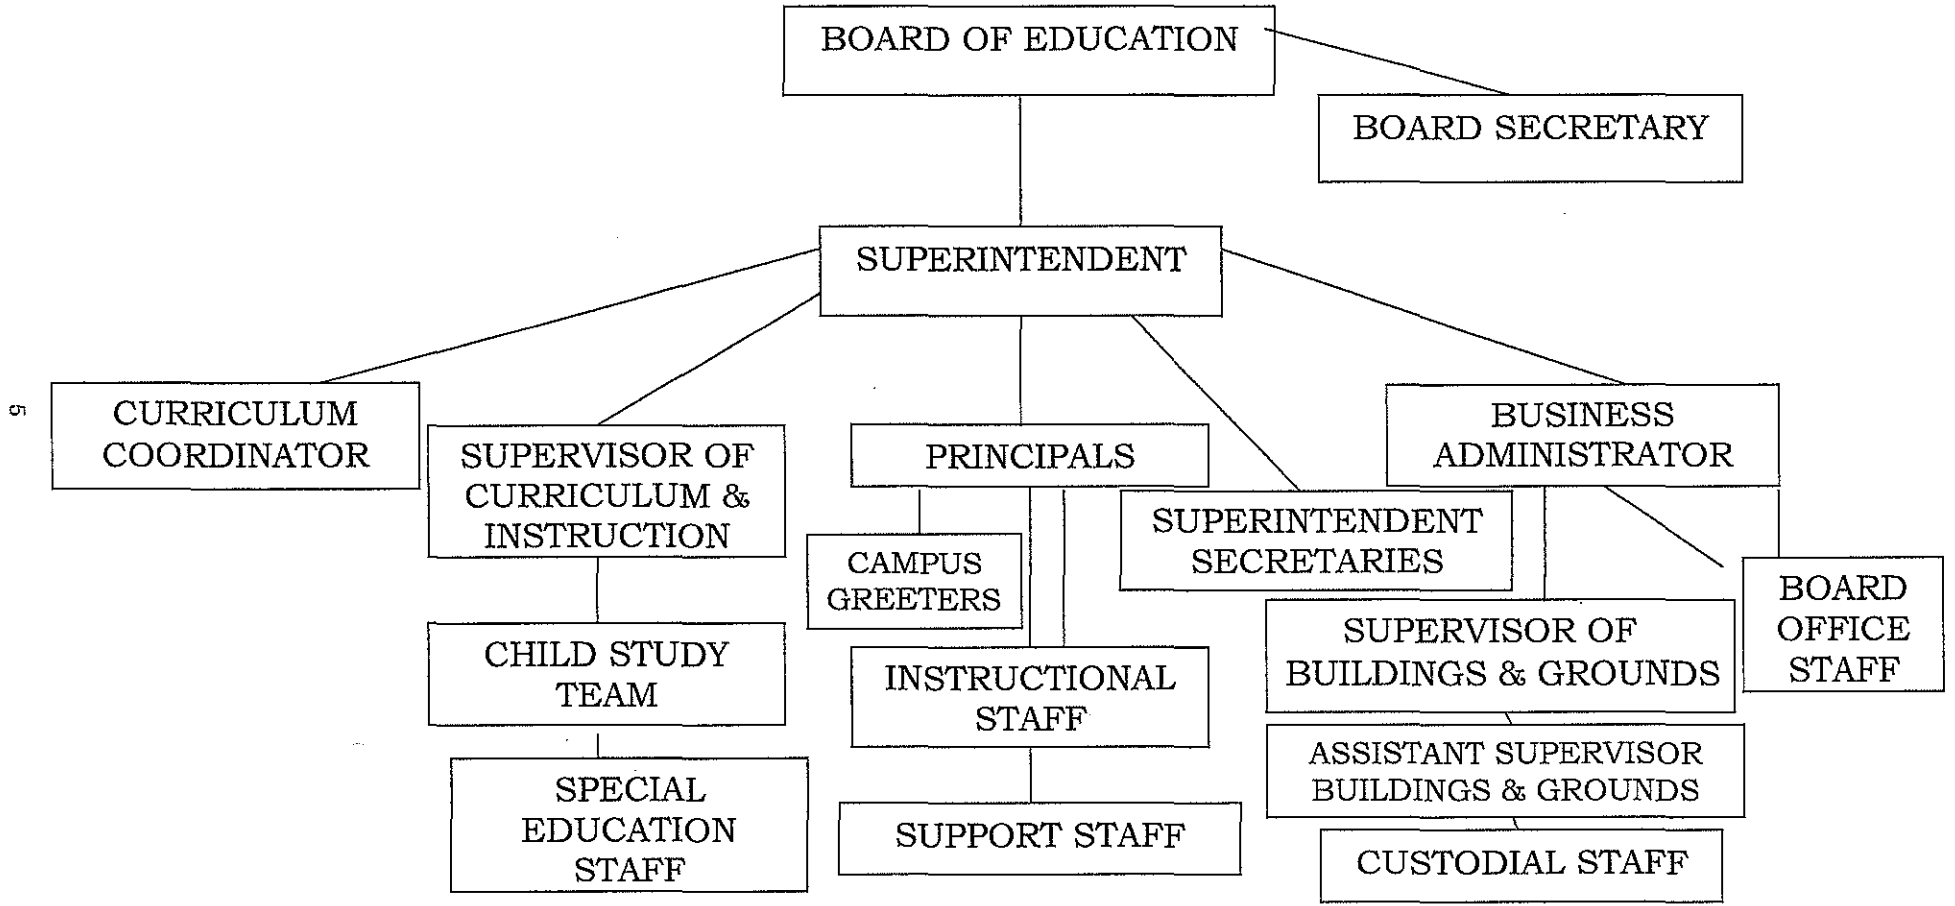 BOARD OF EDUCATION
BOARD SECRETARY
SUPERINTENDENT
CURRICULUM
COORDINATOR
SUPERVISOR OF
CURRICULUM &
INSTRUCTION
PRINCIPALS
SUPERINTENDENT
SECRETARIES
BUSINESS
ADMINISTRATOR
CAMPUS
GREETERS
CHILD STUDY
TEAM
INSTRUCTIONAL
STAFF
SUPERVISOR OF
BUILDINGS & GROUNDS
BOARD
OFFICE
STAFF
SPECIAL
EDUCATION
STAFF
SUPPORT STAFF
ASSISTANT SUPERVISOR
BUILDINGS & GROUNDS
CUSTODIAL STAFF
5